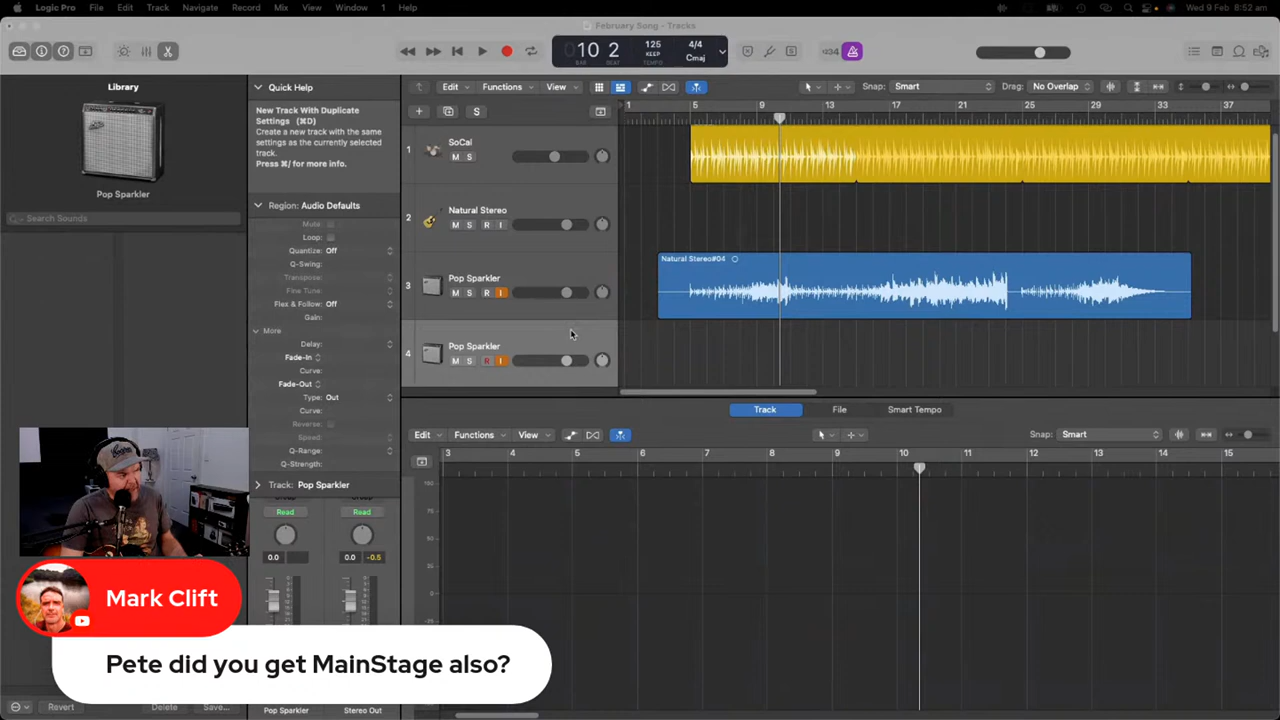 Logic Pro File Edit Track Navigate Record Mix View Window 1 Help Wed 9 Feb 8:52 am
February Song - Tracks
10 2 125 4/4
BAR BEAT KEEP TEMPO Cmaj
1234
Library
Pop Sparkler
Search Sounds
Quick Help
New Track With Duplicate
Settings (⌘D)
Create a new track with the same
settings as the currently selected
track.
Press ⌘/ for more info.
Region: Audio Defaults
Mute:
Loop:
Quantize: Off
Q-Swing:
Transpose:
Fine Tune:
Flex & Follow: Off
Gain:
More
Delay:
Fade-In
Curve:
Fade-Out
Type: Out
Curve:
Reverse:
Speed:
Q-Range:
Q-Strength:
Track: Pop Sparkler
Read Read
0.0 0.0 -0.5
Pop Sparkler Stereo Out
Edit Functions View Snap: Smart Drag: No Overlap
S
1 5 9 13 17 21 25 29 33 37
1 SoCal
M S
2 Natural Stereo
M S R I
3 Pop Sparkler
M S R I
4 Pop Sparkler
M S R I
Natural Stereo#04
Track File Smart Tempo
Edit Functions View Snap: Smart
3 4 5 6 7 8 9 10 11 12 13 14 15
100
75
50
25
0
-25
Mark Clift
Pete did you get MainStage also?
Revert Delete Save...